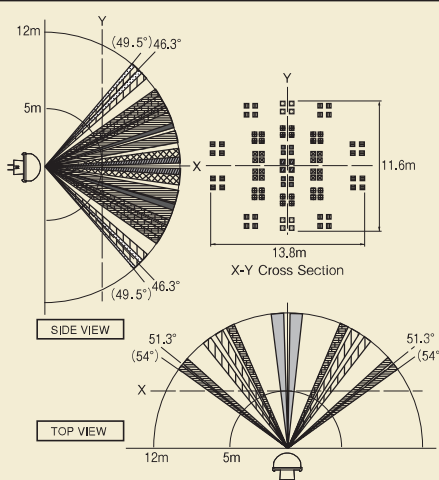 12m
Y
(49.5°) 46.3°
5m
46.3°
(49.5°)
SIDE VIEW
Y
X
11.6m
13.8m
X-Y Cross Section
51.3°
(54°)
51.3°
(54°)
X
TOP VIEW
12m
5m